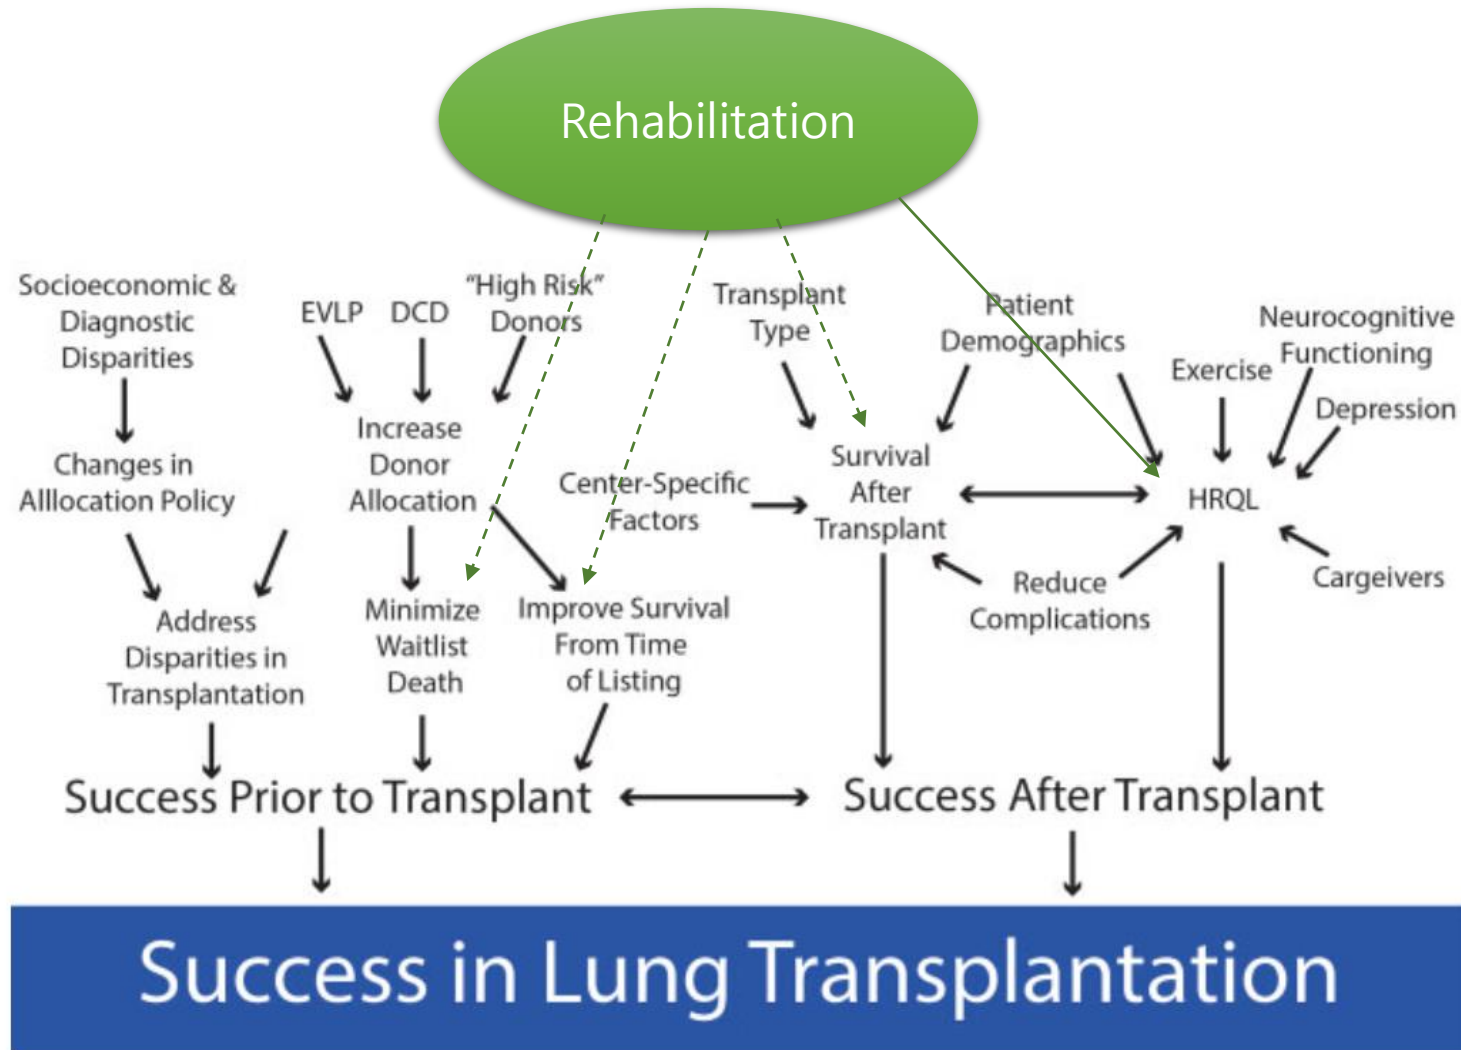 Rehabilitation
Socioeconomic &
Diagnostic
Disparities
EVLP
DCD
"High Risk"
Donors
Transplant
Type
Patient
Demographics
Exercise
Neurocognitive
Functioning
Depression
Changes in
Alllocation Policy
Increase
Donor
Allocation
Center-Specific
Factors
Survival
After
Transplant
HRQL
Reduce
Complications
Cargeivers
Address
Disparities in
Transplantation
Minimize
Waitlist
Death
Improve Survival
From Time
of Listing
Success Prior to Transplant
Success After Transplant
Success in Lung Transplantation